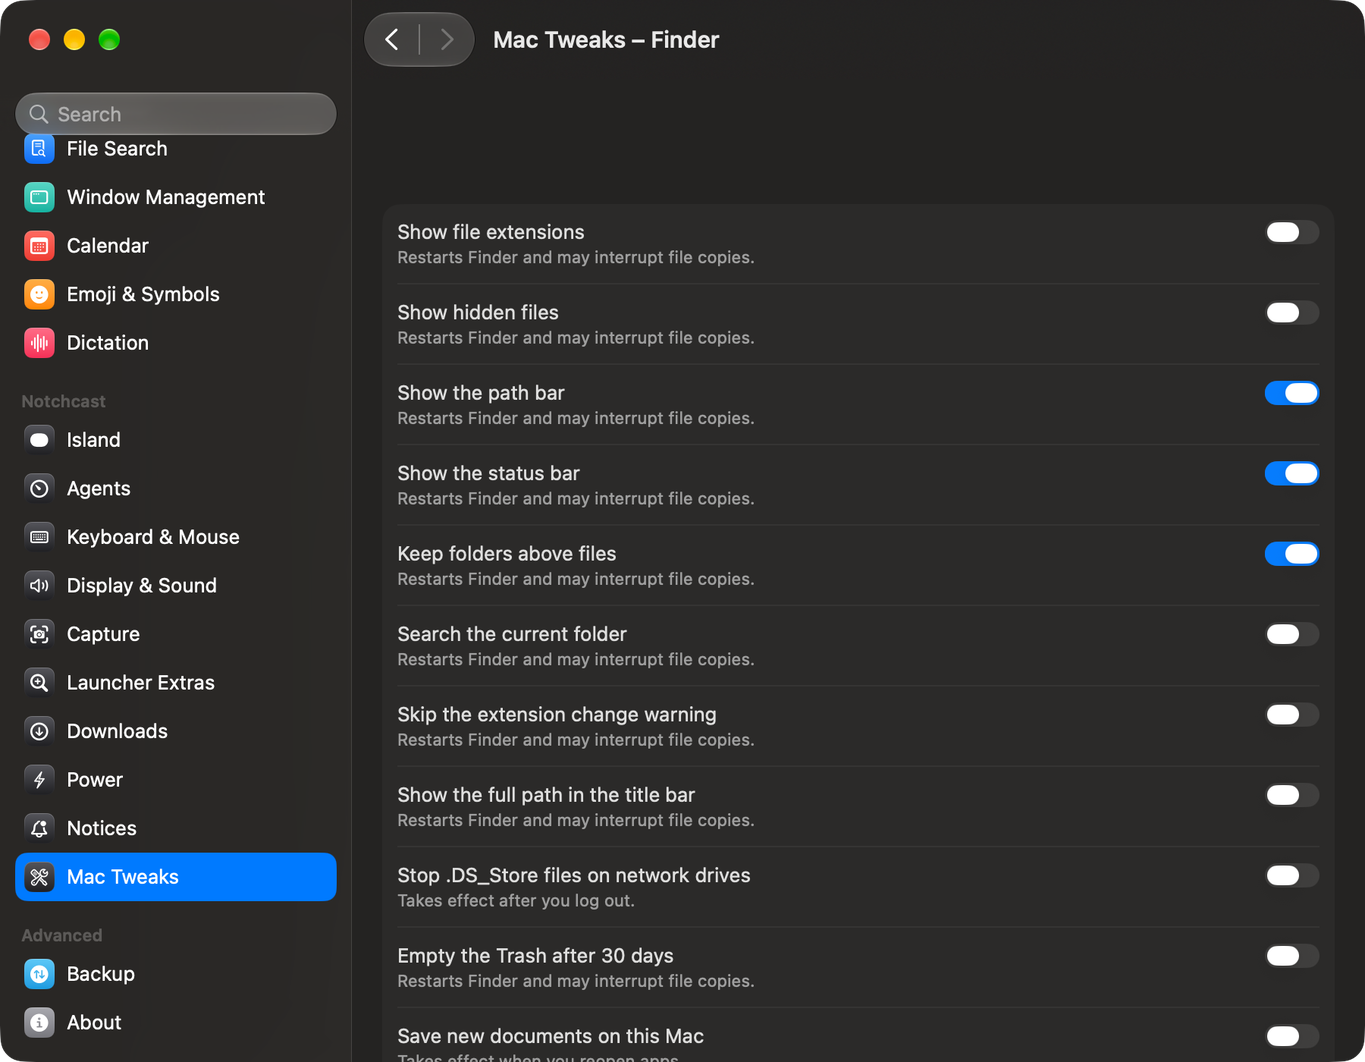 Mac Tweaks – Finder
Search
File Search
Window Management
Calendar
Emoji & Symbols
Dictation
Notchcast
Island
Agents
Keyboard & Mouse
Display & Sound
Capture
Launcher Extras
Downloads
Power
Notices
Mac Tweaks
Advanced
Backup
About
Show file extensions
Restarts Finder and may interrupt file copies.
Show hidden files
Restarts Finder and may interrupt file copies.
Show the path bar
Restarts Finder and may interrupt file copies.
Show the status bar
Restarts Finder and may interrupt file copies.
Keep folders above files
Restarts Finder and may interrupt file copies.
Search the current folder
Restarts Finder and may interrupt file copies.
Skip the extension change warning
Restarts Finder and may interrupt file copies.
Show the full path in the title bar
Restarts Finder and may interrupt file copies.
Stop .DS_Store files on network drives
Takes effect after you log out.
Empty the Trash after 30 days
Restarts Finder and may interrupt file copies.
Save new documents on this Mac
Takes effect when you reopen apps.